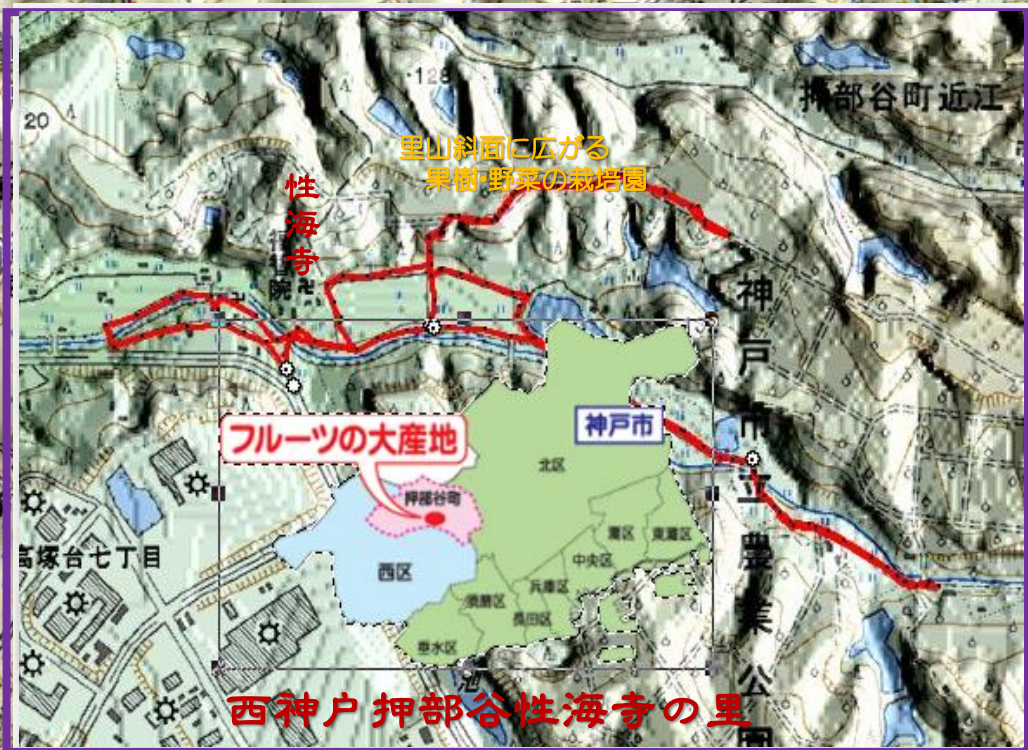 ・128
押部谷町近江
20
里山斜面に広がる
果樹・野菜の栽培園
性海寺
院
神戸市立農業公園
フルーツの大産地
神戸市
北区
押部谷町
灘区
東灘区
中央区
西区
兵庫区
須磨区
長田区
垂水区
高塚台七丁目
池
西神戸押部谷性海寺の里